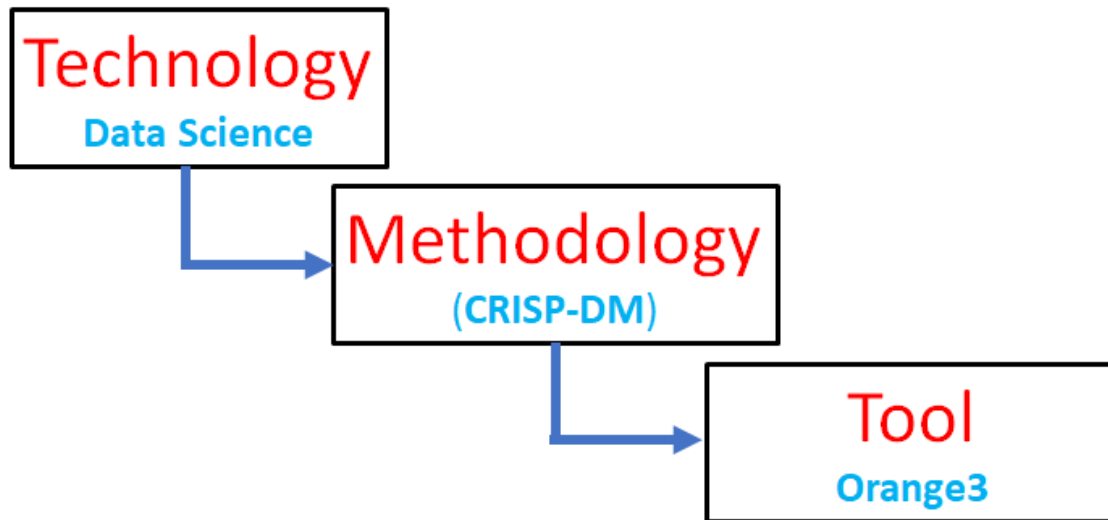 Technology
Data Science
Methodology
(CRISP-DM)
Tool
Orange3